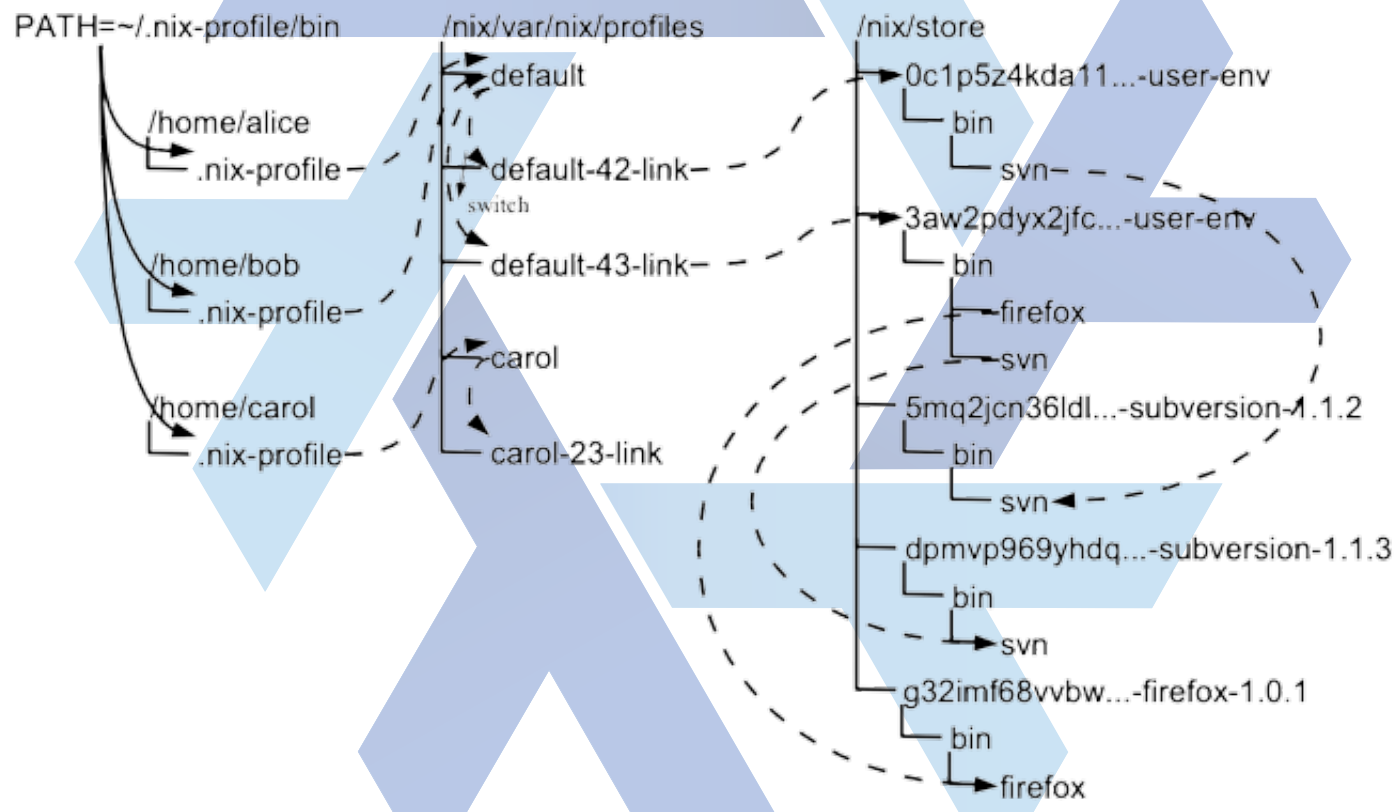 PATH=~/.nix-profile/bin
/home/alice
.nix-profile
/home/bob
.nix-profile
/home/carol
.nix-profile
/nix/var/nix/profiles
default
default-42-link
switch
default-43-link
carol
carol-23-link
/nix/store
0c1p5z4kda11...-user-env
bin
svn
3aw2pdyx2jfc...-user-env
bin
firefox
svn
5mq2jcn36ldl...-subversion-1.1.2
bin
svn
dpmvp969yhdq...-subversion-1.1.3
bin
svn
g32imf68vvbw...-firefox-1.0.1
bin
firefox